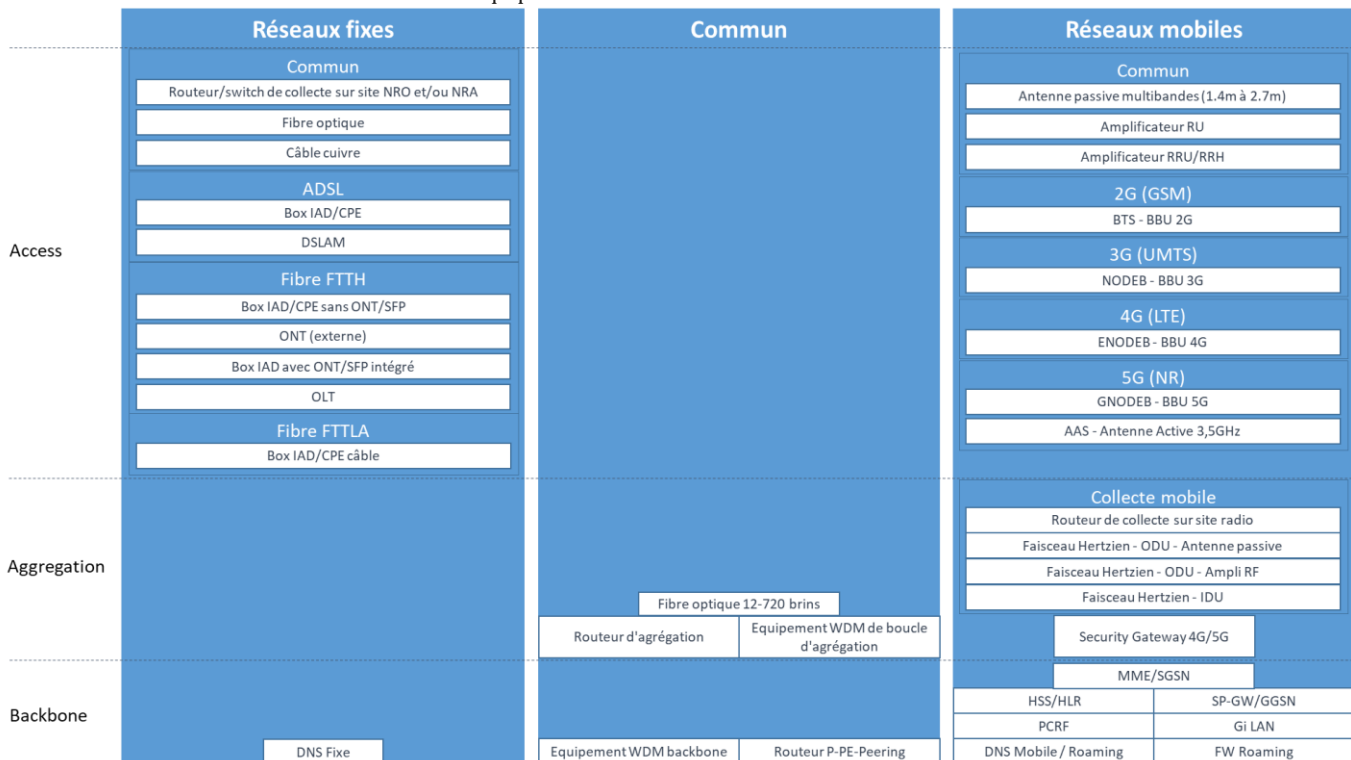 Réseaux fixes
Commun
Réseaux mobiles
Access
Commun
Routeur/switch de collecte sur site NRO et/ou NRA
Fibre optique
Câble cuivre
ADSL
Box IAD/CPE
DSLAM
Fibre FTTH
Box IAD/CPE sans ONT/SFP
ONT (externe)
Box IAD avec ONT/SFP intégré
OLT
Fibre FTTLA
Box IAD/CPE câble
Commun
Antenne passive multibandes (1.4m à 2.7m)
Amplificateur RU
Amplificateur RRU/RRH
2G (GSM)
BTS - BBU 2G
3G (UMTS)
NODEB - BBU 3G
4G (LTE)
ENODEB - BBU 4G
5G (NR)
GNODEB - BBU 5G
AAS - Antenne Active 3,5GHz
Aggregation
Fibre optique 12-720 brins
Routeur d'agrégation
Equipement WDM de boucle
d'agrégation
Collecte mobile
Routeur de collecte sur site radio
Faisceau Hertzien - ODU - Antenne passive
Faisceau Hertzien - ODU - Ampli RF
Faisceau Hertzien - IDU
Security Gateway 4G/5G
Backbone
DNS Fixe
Equipement WDM backbone
Routeur P-PE-Peering
MME/SGSN
HSS/HLR
SP-GW/GGSN
PCRF
Gi LAN
DNS Mobile / Roaming
FW Roaming